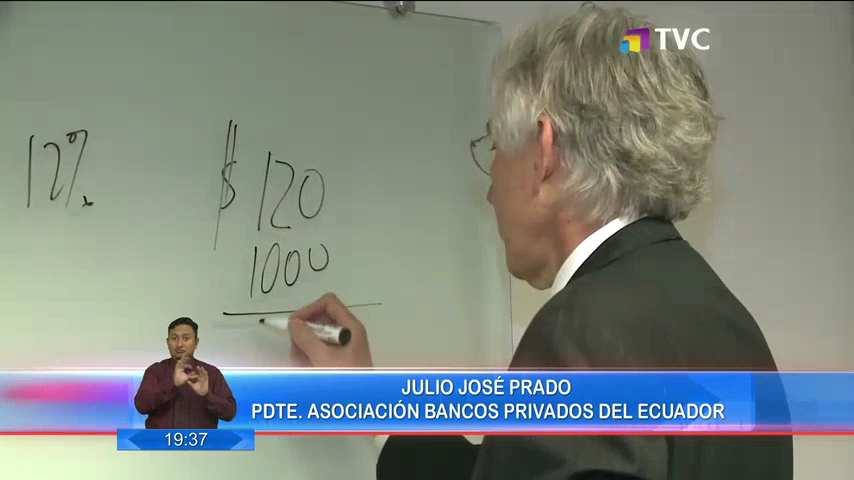 TVC
12%
$ 120
1000
JULIO JOSÉ PRADO
PDTE. ASOCIACIÓN BANCOS PRIVADOS DEL ECUADOR
19:37